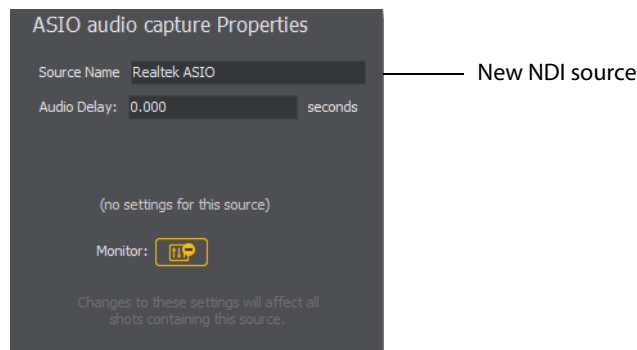 ASIO audio capture Properties
Source Name Realtek ASIO
New NDI source
Audio Delay: 0.000 seconds
(no settings for this source)
Monitor:
Changes to these settings will affect all
shots containing this source.